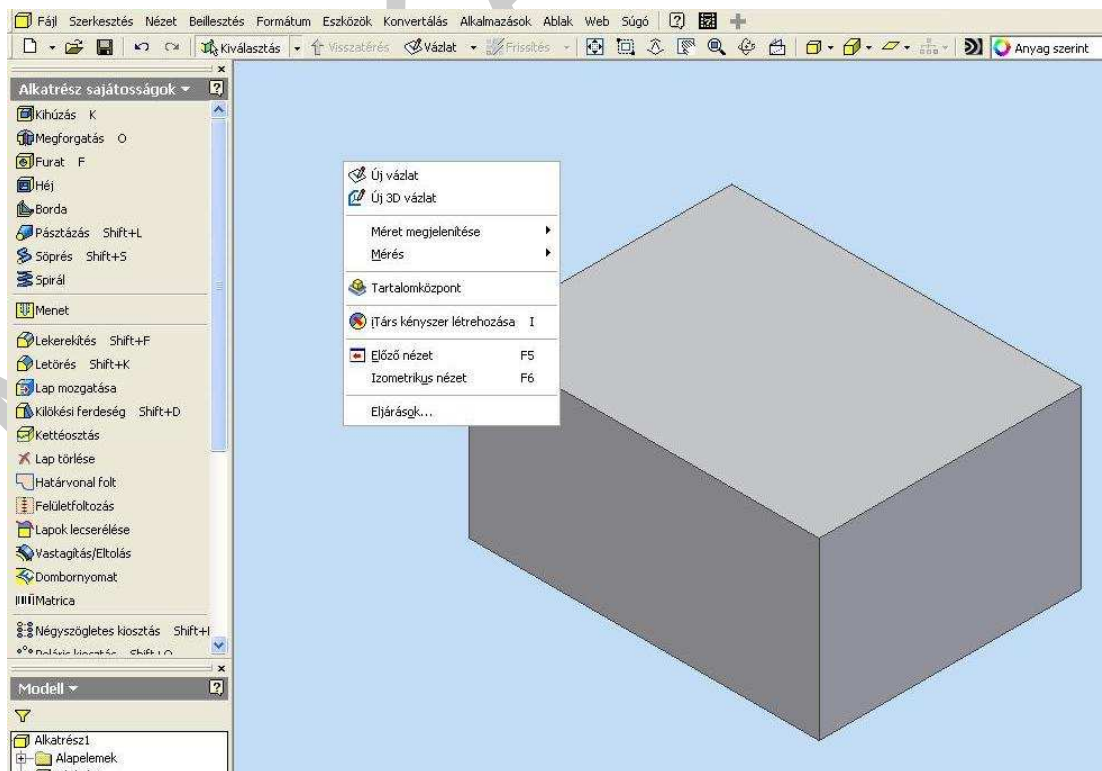 Fájl Szerkesztés Nézet Beillesztés Formátum Eszközök Konvertálás Alkalmazások Ablak Web Súgó
Kiválasztás Visszatérés Vázlat Frissítés Anyag szerint
Alkatrész sajátosságok
Kihúzás K
Megforgatás O
Furat F
Héj
Borda
Pásztázás Shift+L
Söprés Shift+S
Spirál
Menet
Lekerekítés Shift+F
Letörés Shift+K
Lap mozgatása
Kilökési ferdeség Shift+D
Kettéosztás
Lap törlése
Határvonal folt
Felületfoltozás
Lapok lecserélése
Vastagítás/Eltolás
Dombornyomat
Matrica
Négyszögletes kiosztás
Modell
Alkatrész1
Alapelemek
Új vázlat
Új 3D vázlat
Méret megjelenítése
Mérés
Tartalomközpont
iTárs kényszer létrehozása I
Előző nézet F5
Izometrikus nézet F6
Eljárások...